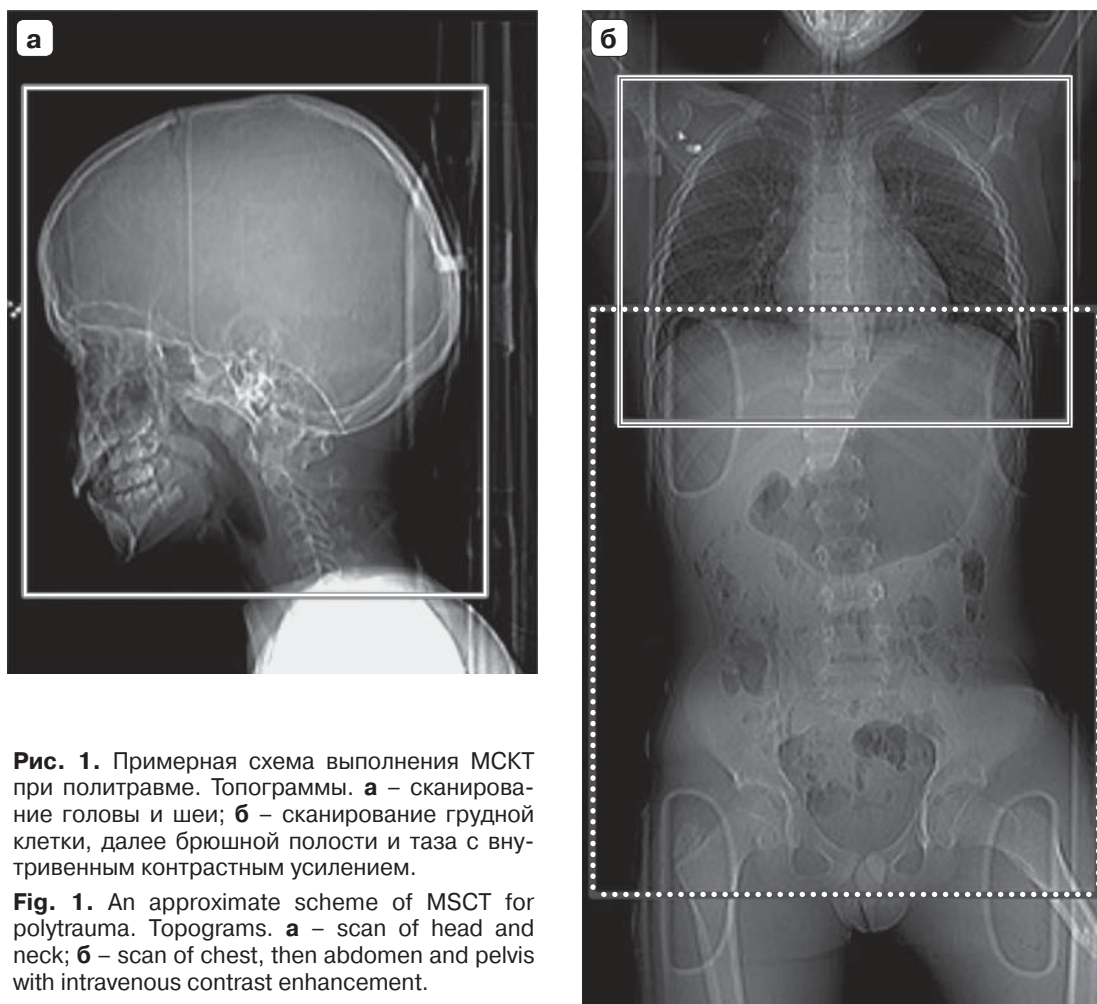 а
б
Рис. 1. Примерная схема выполнения МСКТ
при политравме. Топограммы. а – сканирова-
ние головы и шеи; б – сканирование грудной
клетки, далее брюшной полости и таза с вну-
тривенным контрастным усилением.
Fig. 1. An approximate scheme of MSCT for
polytrauma. Topograms. a – scan of head and
neck; б – scan of chest, then abdomen and pelvis
with intravenous contrast enhancement.